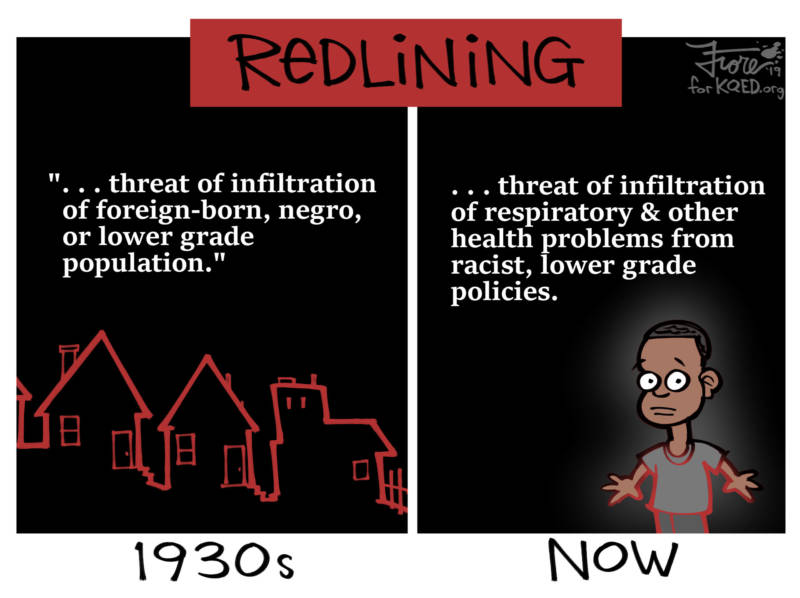 REDLINING
Fiore '19
for KQED.org
". . . threat of infiltration
of foreign-born, negro,
or lower grade
population."
. . . threat of infiltration
of respiratory & other
health problems from
racist, lower grade
policies.
1930s
NOW